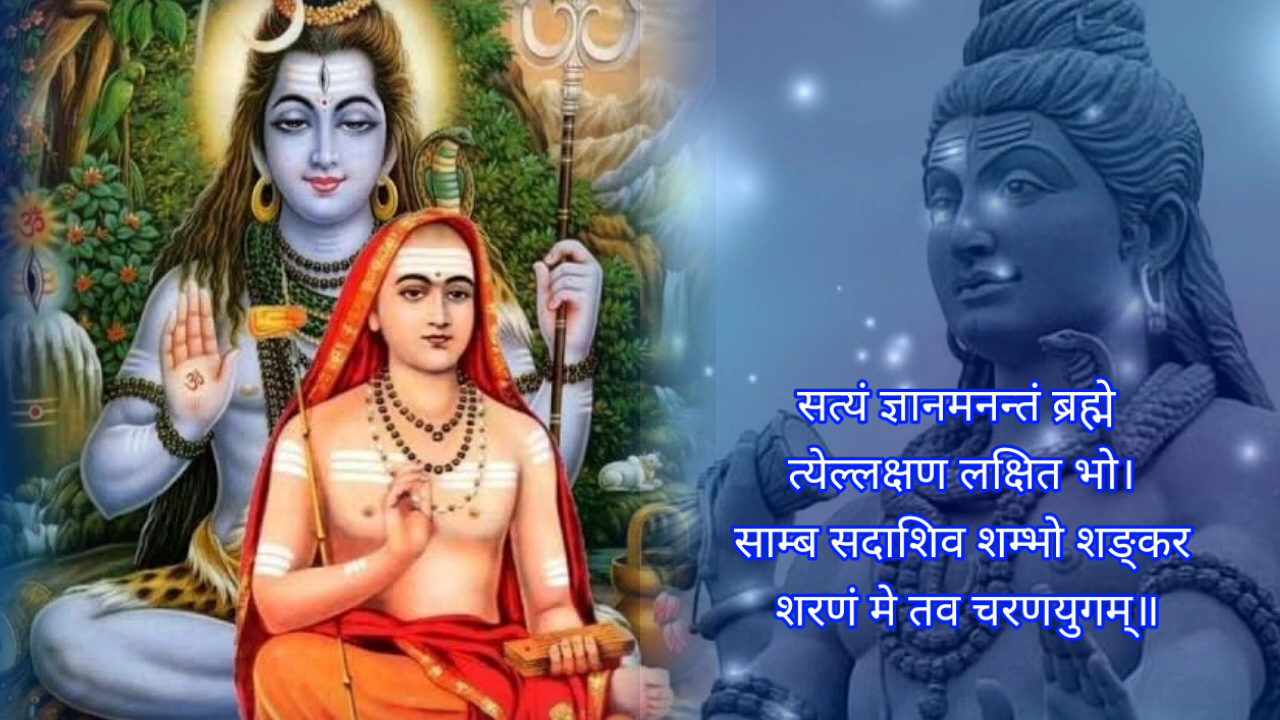 सत्यं ज्ञानमनन्तं ब्रह्मे
त्येल्लक्षण लक्षित भो।
साम्ब सदाशिव शम्भो शङ्कर
शरणं मे तव चरणयुगम्॥
ॐ
ॐ